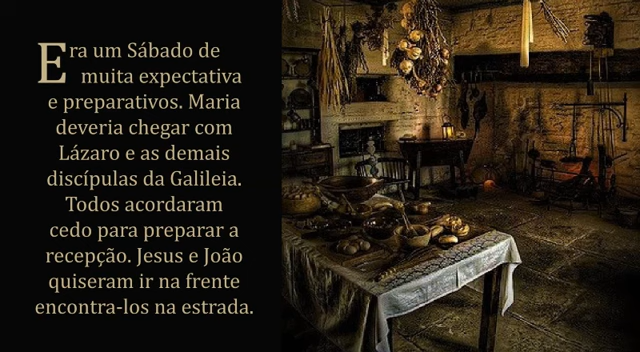 Era um Sábado de
muita expectativa
e preparativos. Maria
deveria chegar com
Lázaro e as demais
discípulas da Galileia.
Todos acordaram
cedo para preparar a
recepção. Jesus e João
quiseram ir na frente
encontra-los na estrada.